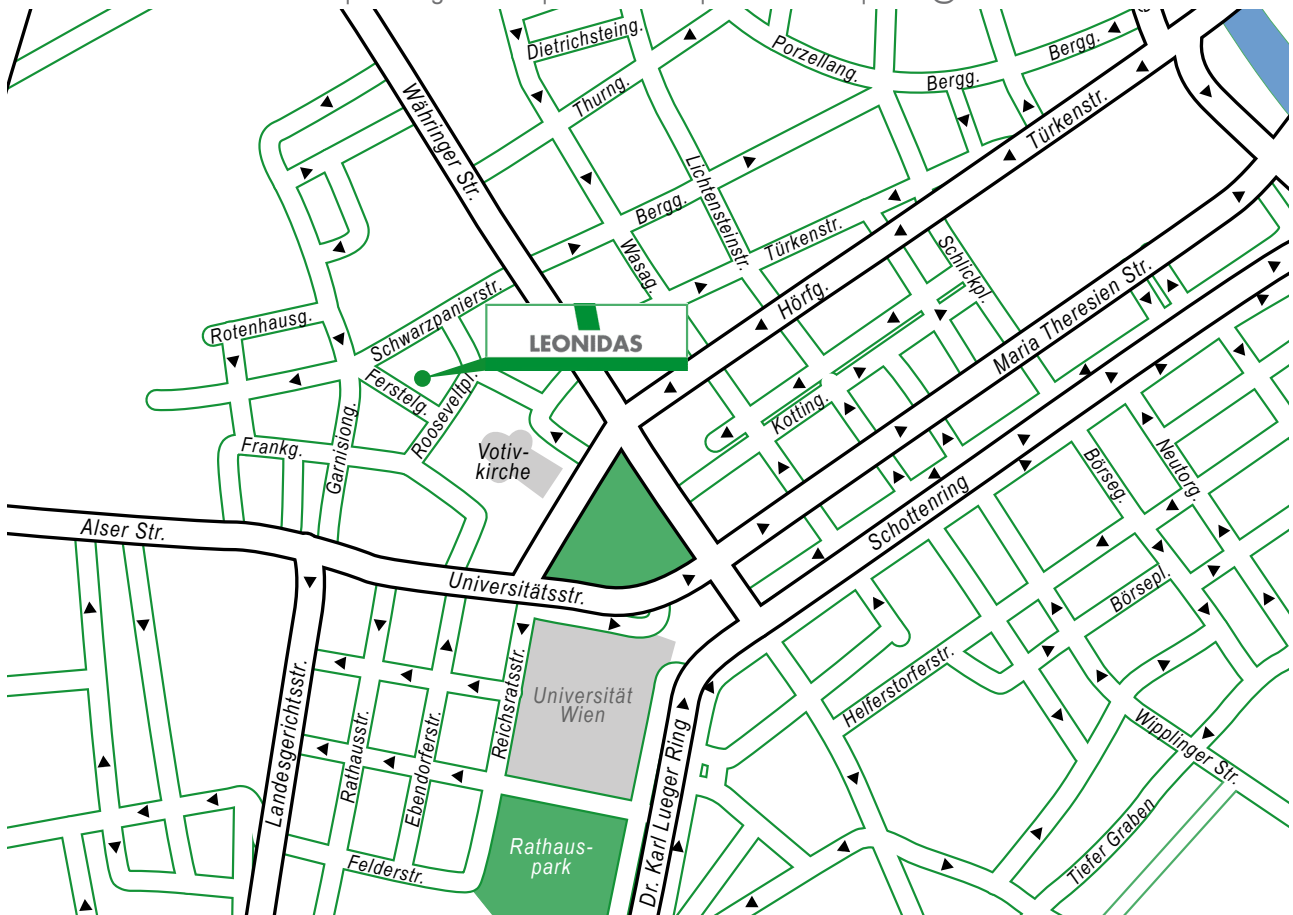 Dietrichsteing.
Porzellang.
Bergg.
Bergg.
Thurng.
Währinger Str.
Türkenstr.
Lichtensteinstr.
Bergg.
Wasag.
Türkenstr.
Schlickpl.
Hörfg.
Maria Theresien Str.
Rotenhausg.
Schwarzpanierstr.
LEONIDAS
Ferstelg.
Rooseveltpl.
Kotting.
Garnisiong.
Frankg.
Votiv-
kirche
Börseg.
Neutorg.
Schottenring
Alser Str.
Universitätsstr.
Börsepl.
Landesgerichtsstr.
Rathausstr.
Ebendorferstr.
Reichsratsstr.
Universität
Wien
Helferstorferstr.
Wipplinger Str.
Dr. Karl Lueger Ring
Tiefer Graben
Felderstr.
Rathaus-
park